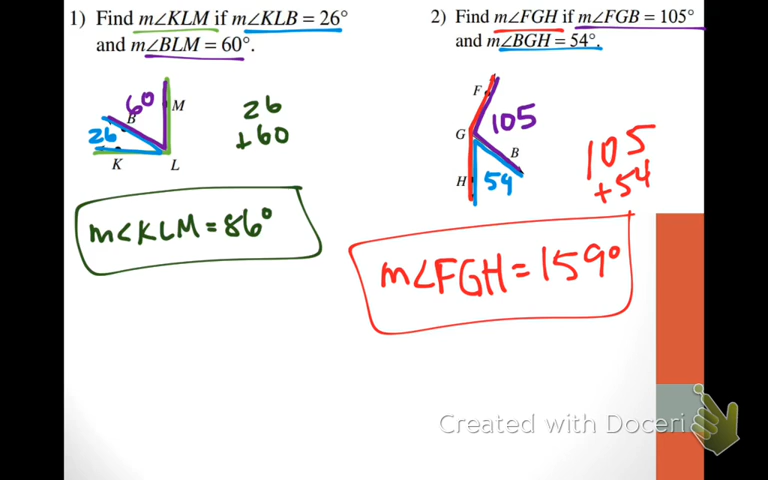 1) Find m∠KLM if m∠KLB = 26°
and m∠BLM = 60°.
60
M
B
26
K
L
26
+60
m∠KLM = 86°
2) Find m∠FGH if m∠FGB = 105°
and m∠BGH = 54°.
F
105
G
B
H
54
105
+54
m∠FGH = 159°
Created with Doceri